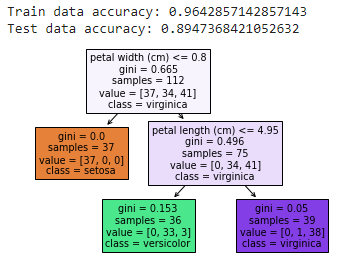 Train data accuracy: 0.9642857142857143
Test data accuracy: 0.8947368421052632
petal width (cm) <= 0.8
gini = 0.665
samples = 112
value = [37, 34, 41]
class = virginica
gini = 0.0
samples = 37
value = [37, 0, 0]
class = setosa
petal length (cm) <= 4.95
gini = 0.496
samples = 75
value = [0, 34, 41]
class = virginica
gini = 0.153
samples = 36
value = [0, 33, 3]
class = versicolor
gini = 0.05
samples = 39
value = [0, 1, 38]
class = virginica